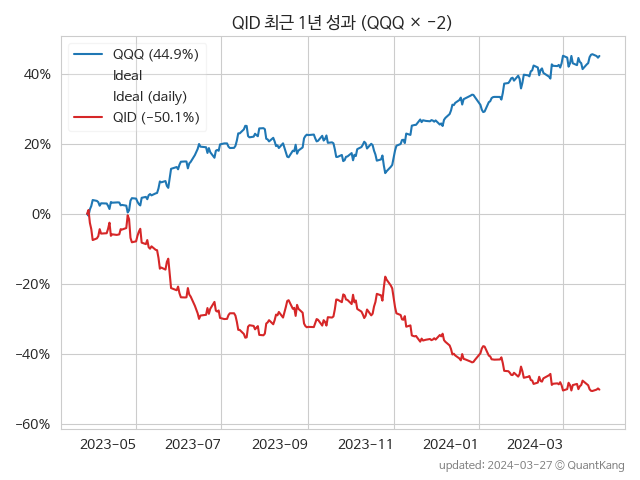 QID 최근 1년 성과 (QQQ × −2)
QQQ (44.9%)
Ideal
Ideal (daily)
QID (−50.1%)
40%
20%
0%
−20%
−40%
−60%
2023−05
2023−07
2023−09
2023−11
2024−01
2024−03
updated: 2024−03−27 © QuantKang